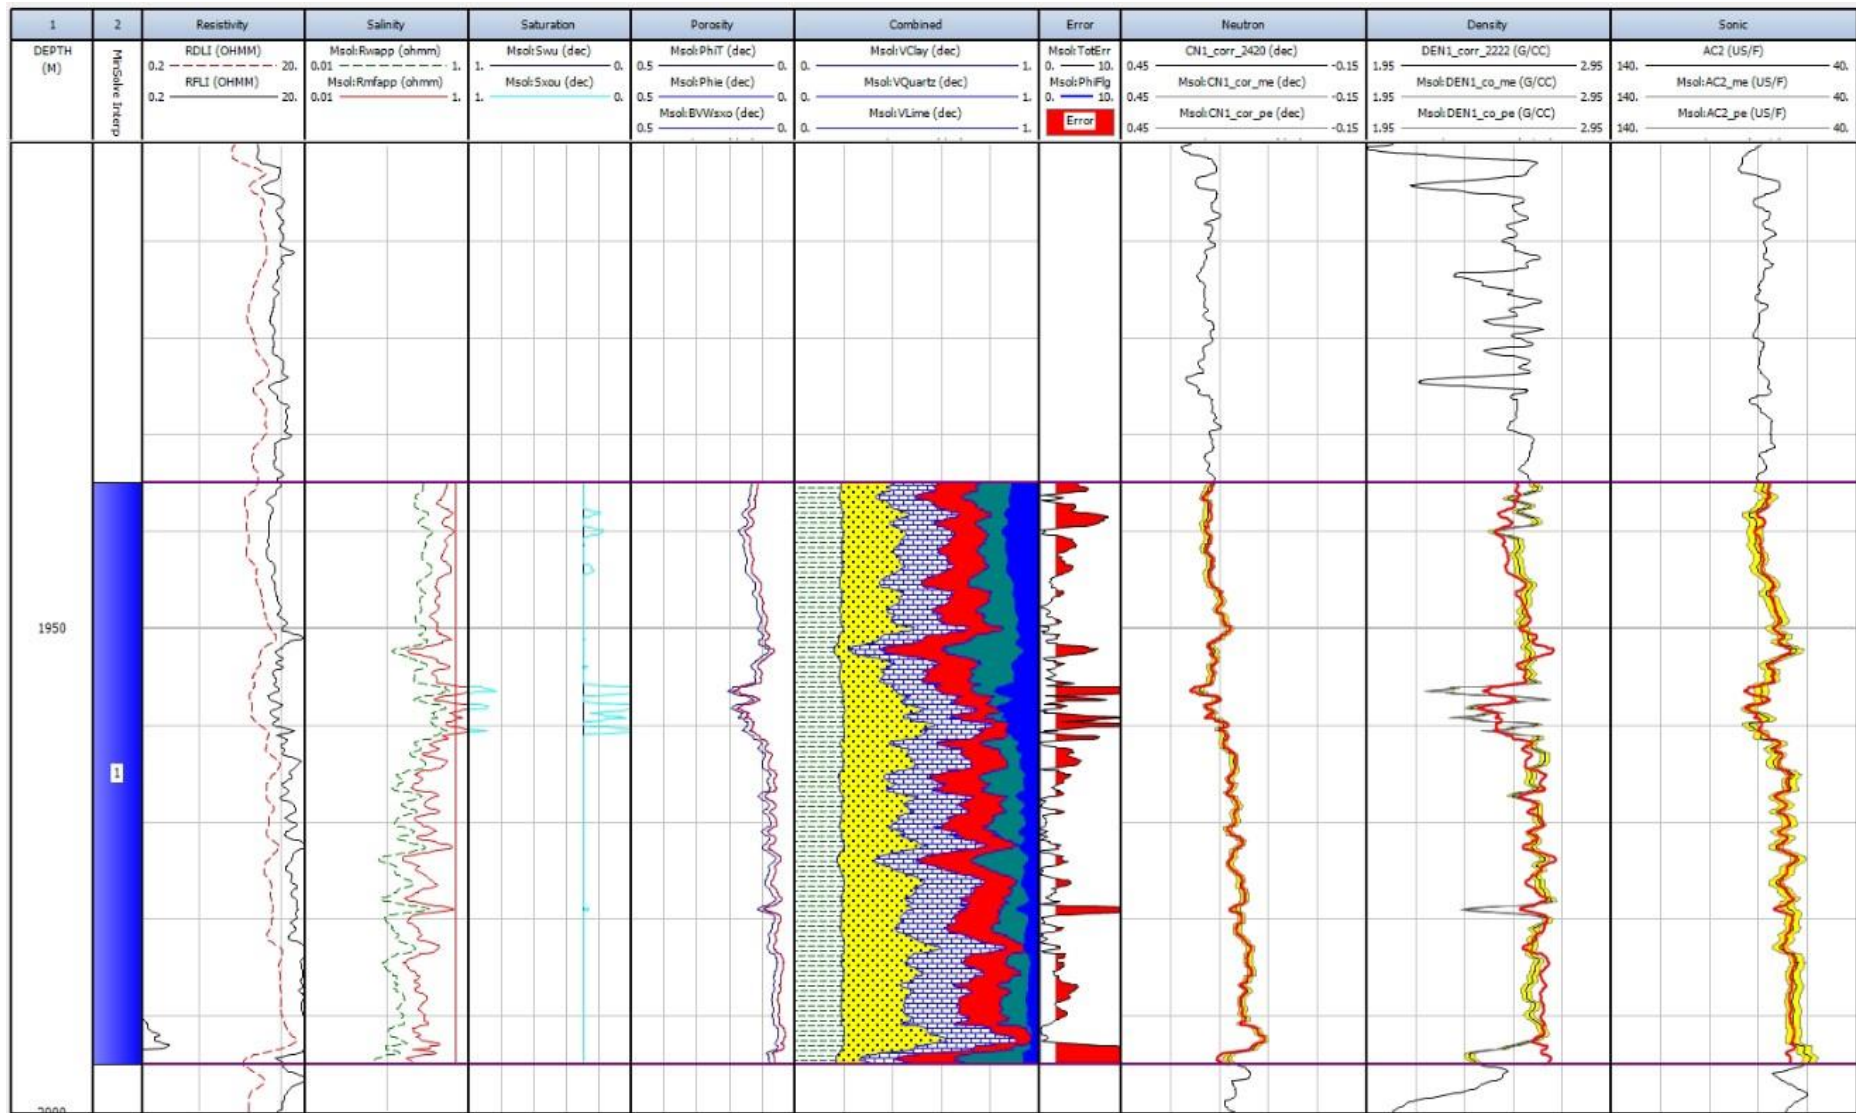 1 2 Resistivity Salinity Saturation Porosity Combined Error Neutron Density Sonic
DEPTH (M)
MinSolve Interp
RDLI (OHMM)
0.2 20.
RFLI (OHMM)
0.2 20.
Msol:Rwapp (ohmm)
0.01 1.
Msol:Rmfapp (ohmm)
0.01 1.
Msol:Swu (dec)
1. 0.
Msol:Sxou (dec)
1. 0.
Msol:PhiT (dec)
0.5 0.
Msol:Phie (dec)
0.5 0.
Msol:BVWsxo (dec)
0.5 0.
Msol:VClay (dec)
0. 1.
Msol:VQuartz (dec)
0. 1.
Msol:VLime (dec)
0. 1.
Msol:TotErr
0. 10.
Msol:PhiFlg
0. 10.
Error
CN1_corr_2420 (dec)
0.45 -0.15
Msol:CN1_cor_me (dec)
0.45 -0.15
Msol:CN1_cor_pe (dec)
0.45 -0.15
DEN1_corr_2222 (G/CC)
1.95 2.95
Msol:DEN1_co_me (G/CC)
1.95 2.95
Msol:DEN1_co_pe (G/CC)
1.95 2.95
AC2 (US/F)
140. 40.
Msol:AC2_me (US/F)
140. 40.
Msol:AC2_pe (US/F)
140. 40.
1950
1